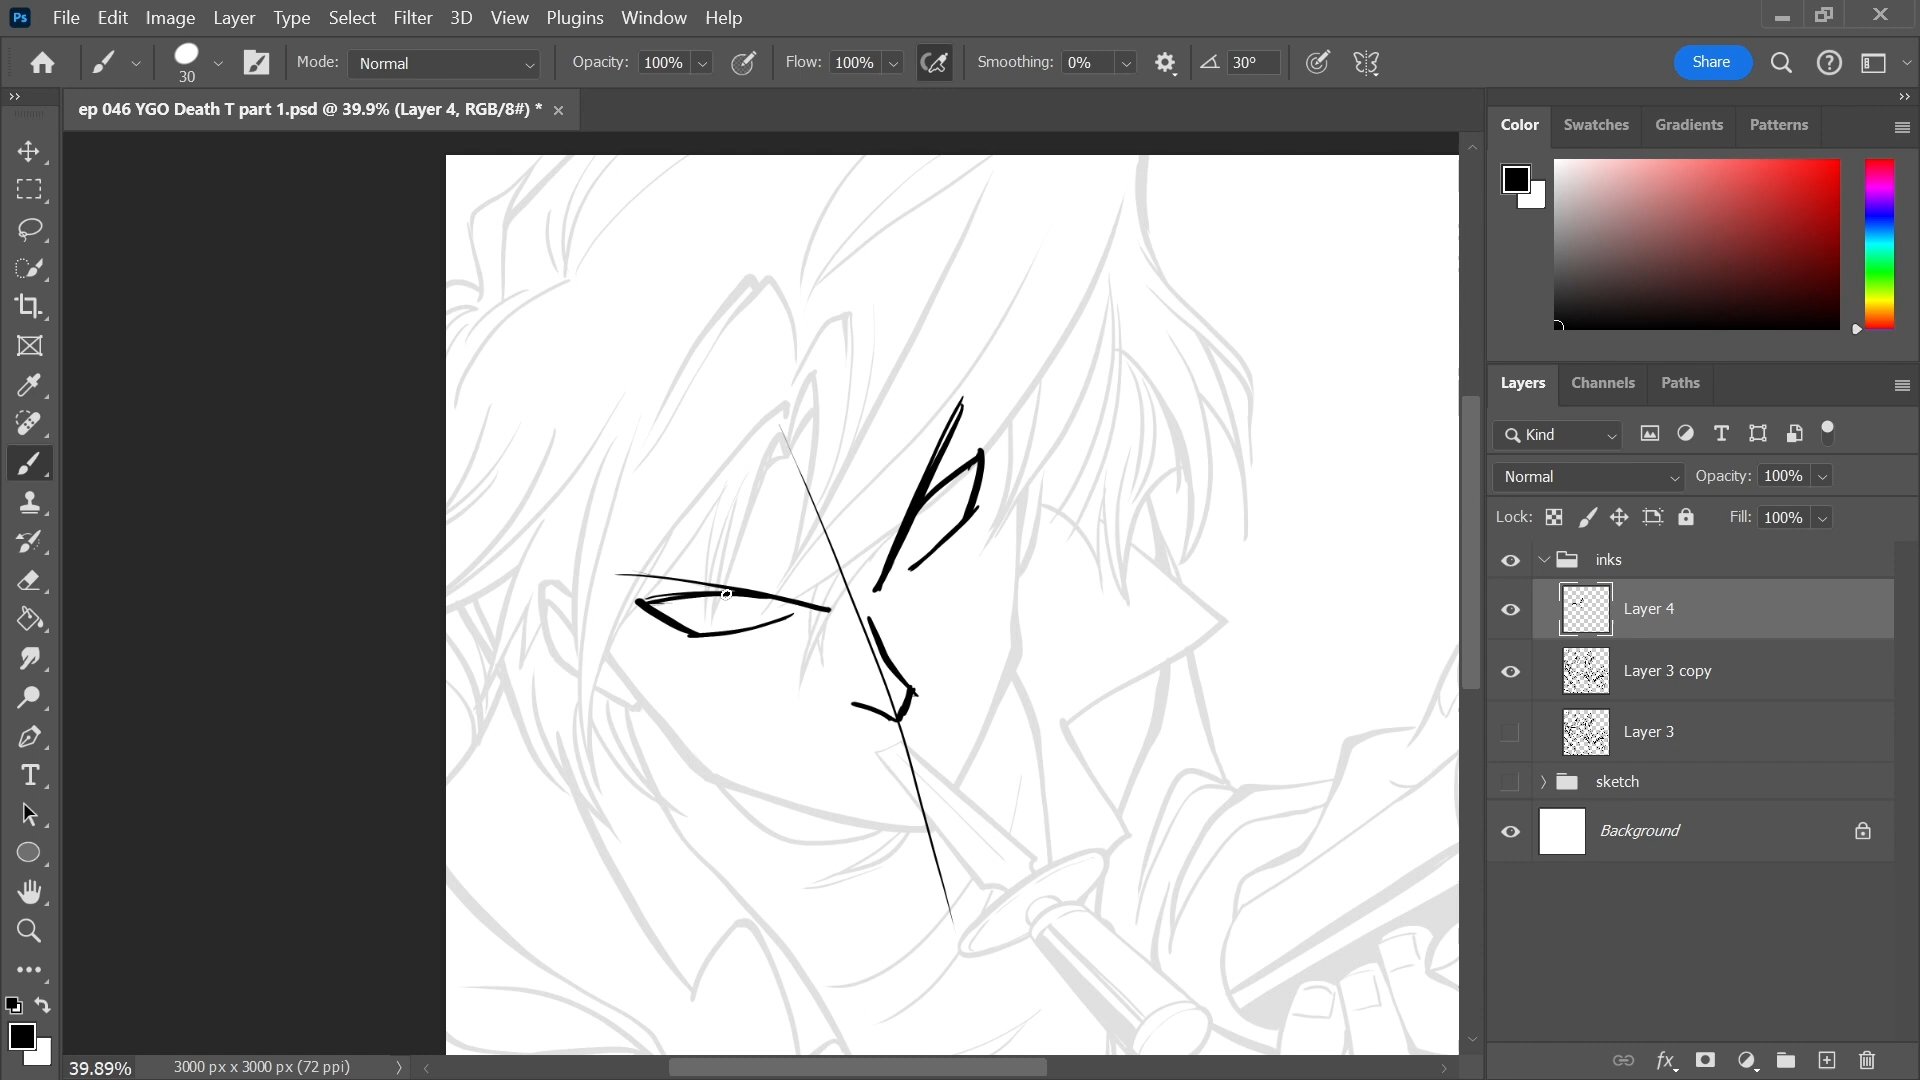 Ps File Edit Image Layer Type Select Filter 3D View Plugins Window Help
30 Mode: Normal Opacity: 100% Flow: 100% Smoothing: 0% 30° Share
ep 046 YGO Death T part 1.psd @ 39.9% (Layer 4, RGB/8#) *
Color Swatches Gradients Patterns
Layers Channels Paths
Kind
Normal Opacity: 100%
Lock: Fill: 100%
inks
Layer 4
Layer 3 copy
Layer 3
sketch
Background
39.89% 3000 px x 3000 px (72 ppi)